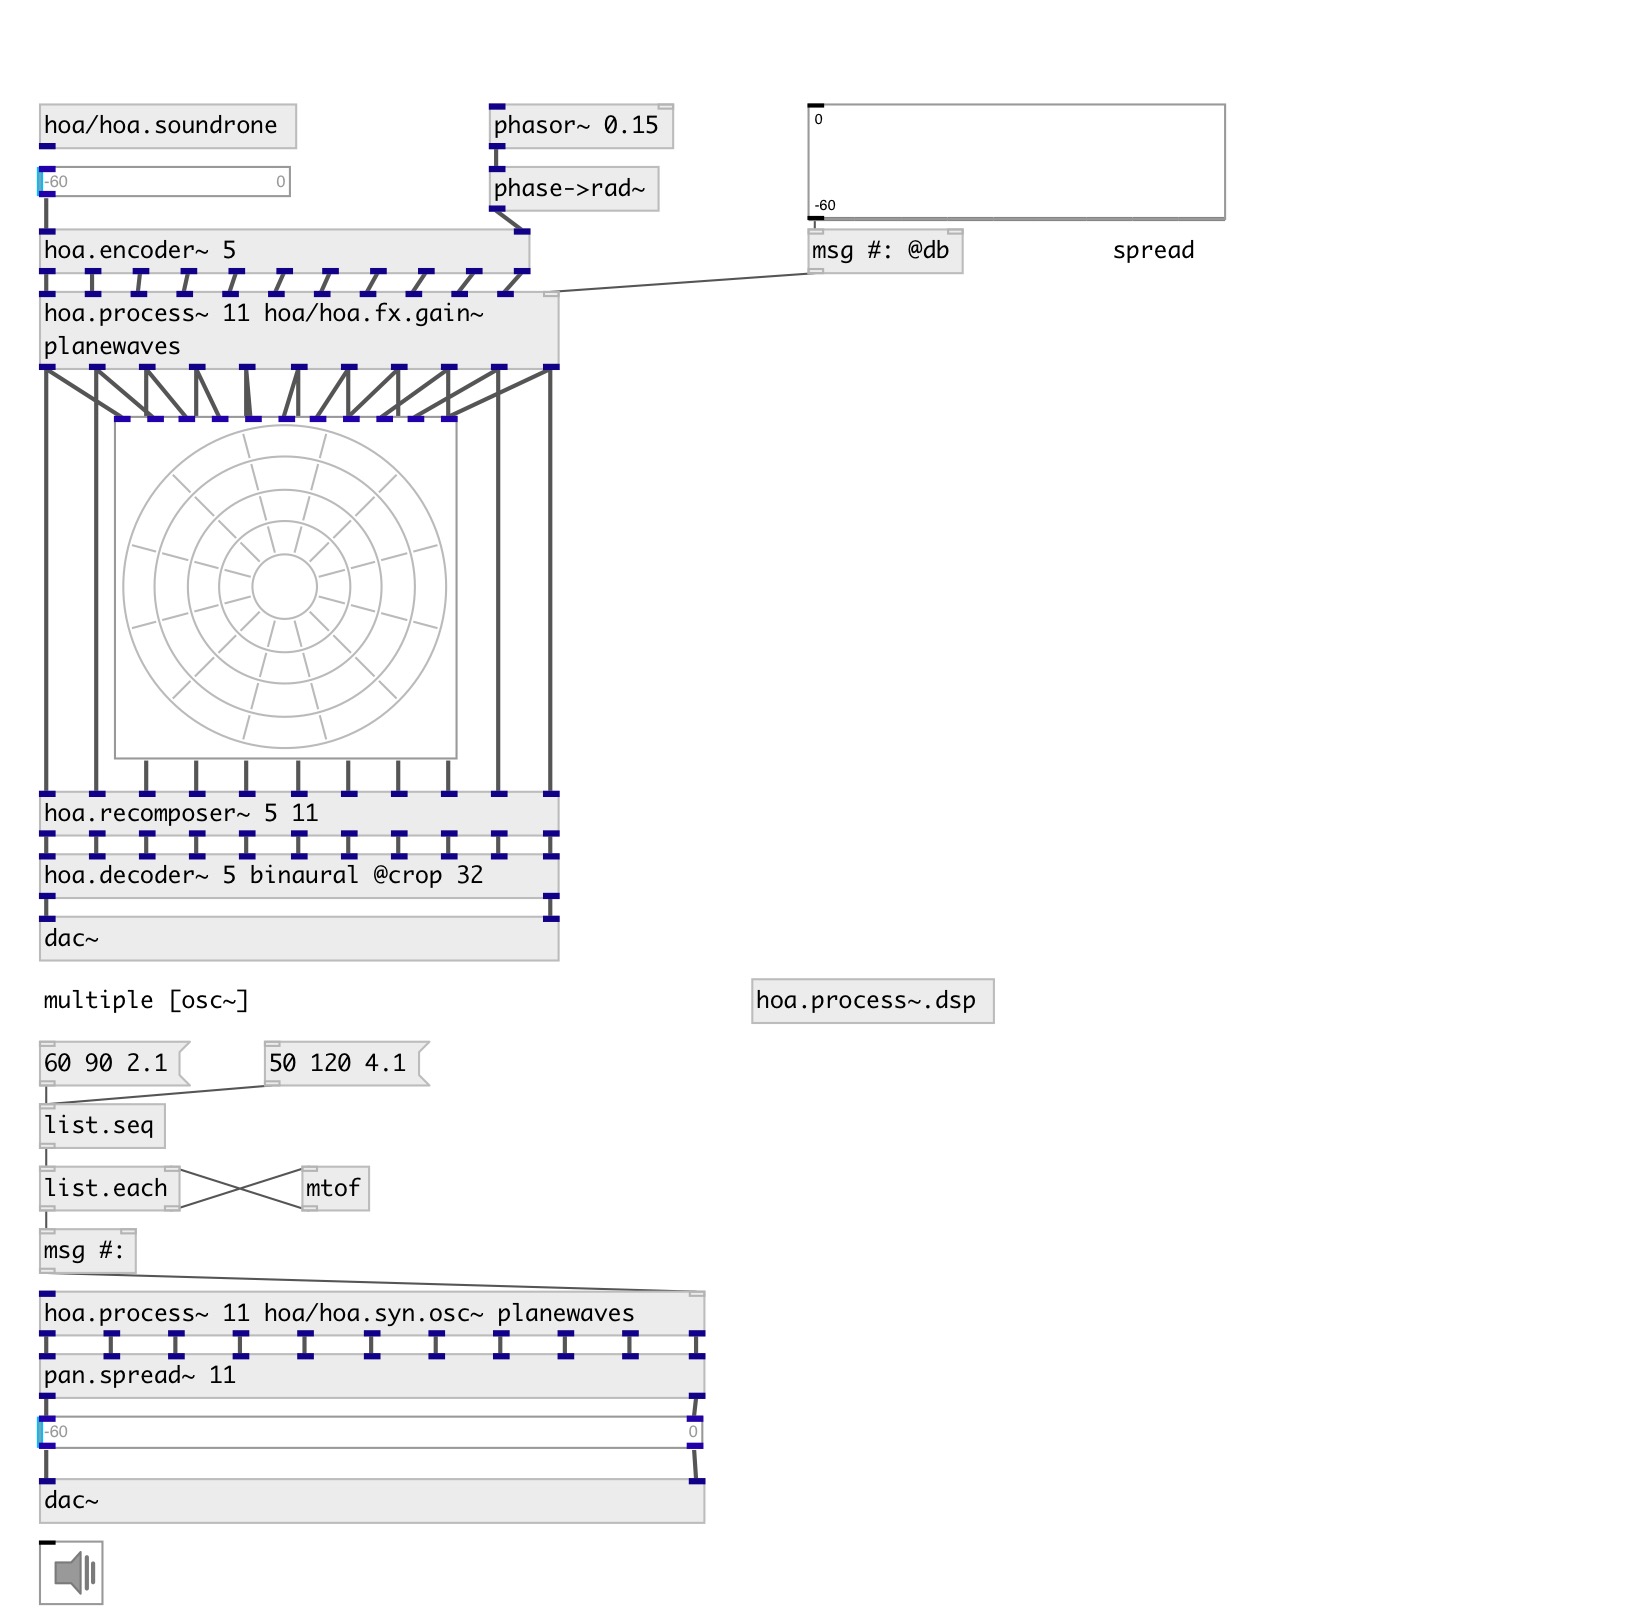 hoa/hoa.soundrone
phasor~ 0.15
0
-60 0
phase->rad~
-60
hoa.encoder~ 5
msg #: @db
spread
hoa.process~ 11 hoa/hoa.fx.gain~
planewaves
hoa.recomposer~ 5 11
hoa.decoder~ 5 binaural @crop 32
dac~
multiple [osc~]
hoa.process~.dsp
60 90 2.1
50 120 4.1
list.seq
list.each
mtof
msg #:
hoa.process~ 11 hoa/hoa.syn.osc~ planewaves
pan.spread~ 11
-60 0
dac~